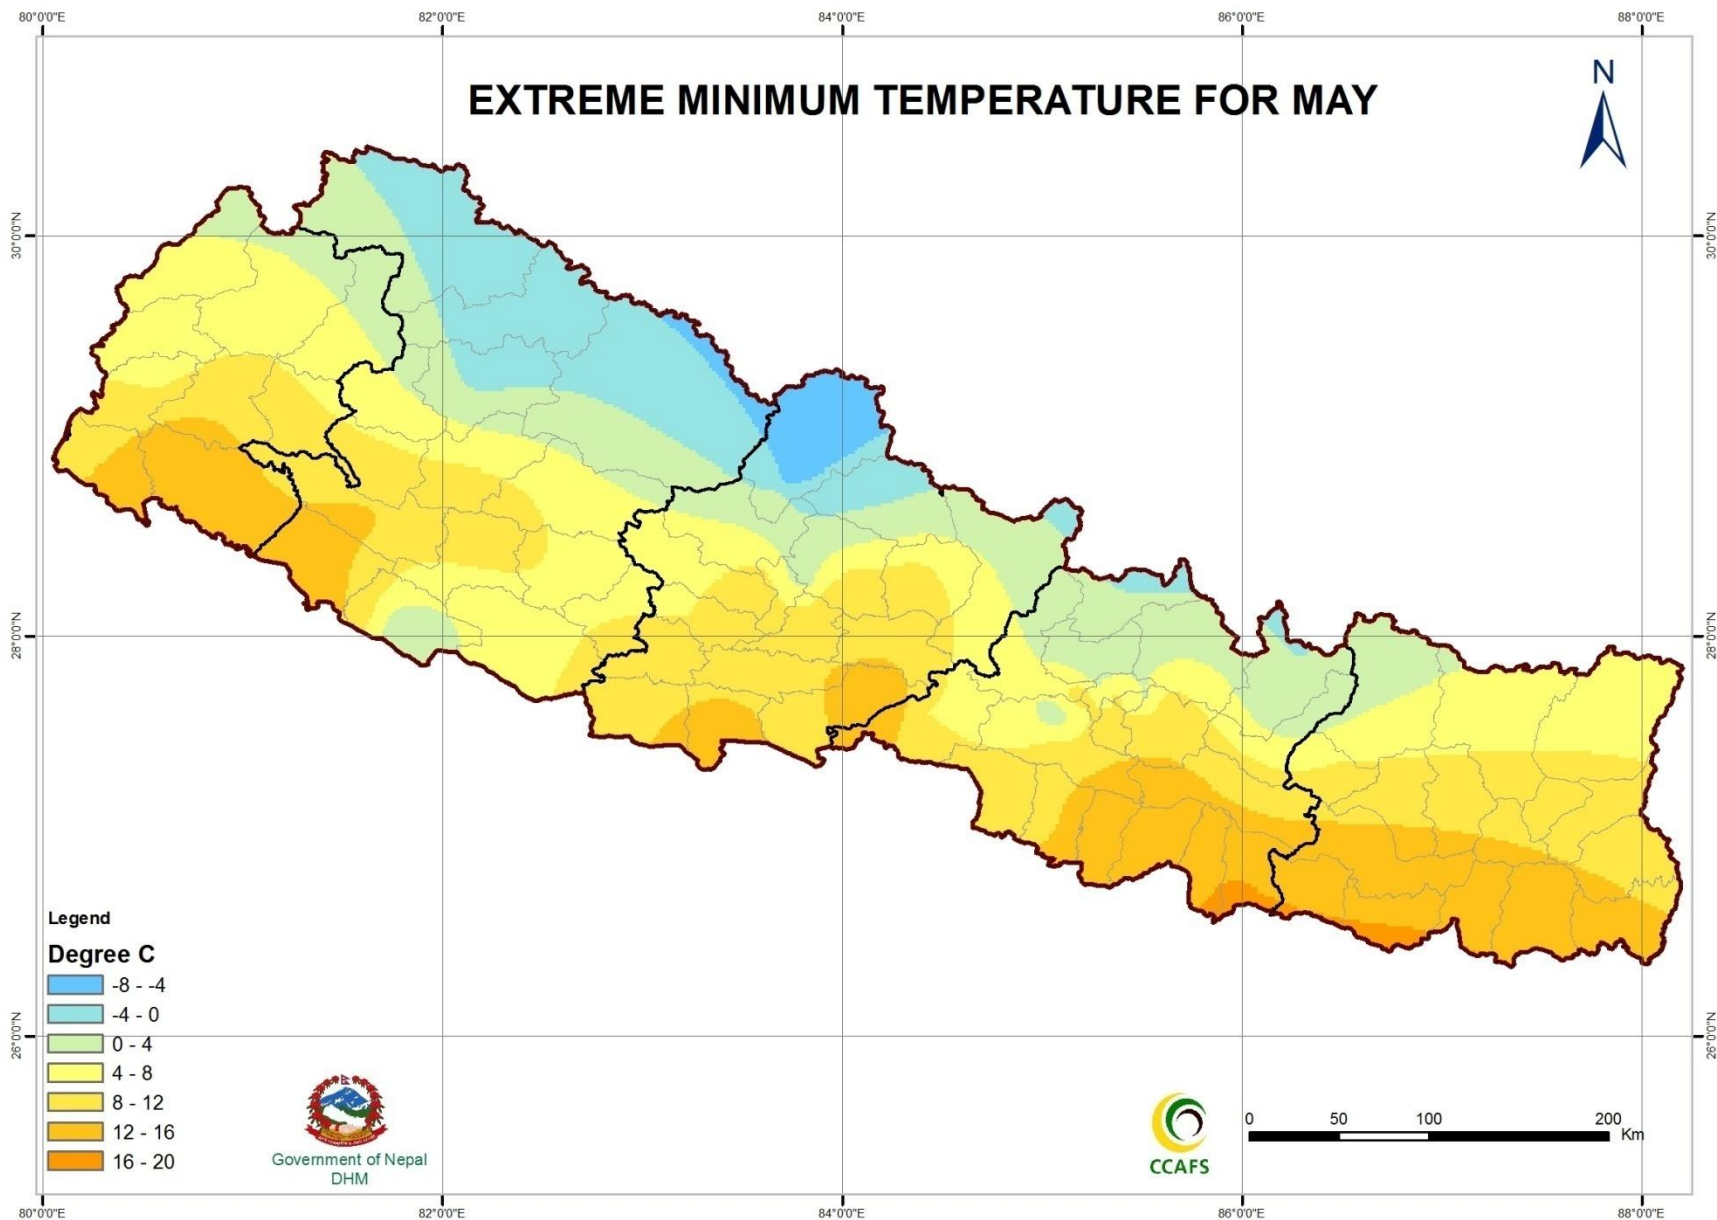 80°0'0"E 82°0'0"E 84°0'0"E 86°0'0"E 88°0'0"E
EXTREME MINIMUM TEMPERATURE FOR MAY
N
30°0'0"N 30°0'0"N
28°0'0"N 28°0'0"N
26°0'0"N 26°0'0"N
Legend
Degree C
-8 - -4
-4 - 0
0 - 4
4 - 8
8 - 12
12 - 16
16 - 20
Government of Nepal
DHM
CCAFS
0 50 100 200
Km
80°0'0"E 82°0'0"E 84°0'0"E 86°0'0"E 88°0'0"E